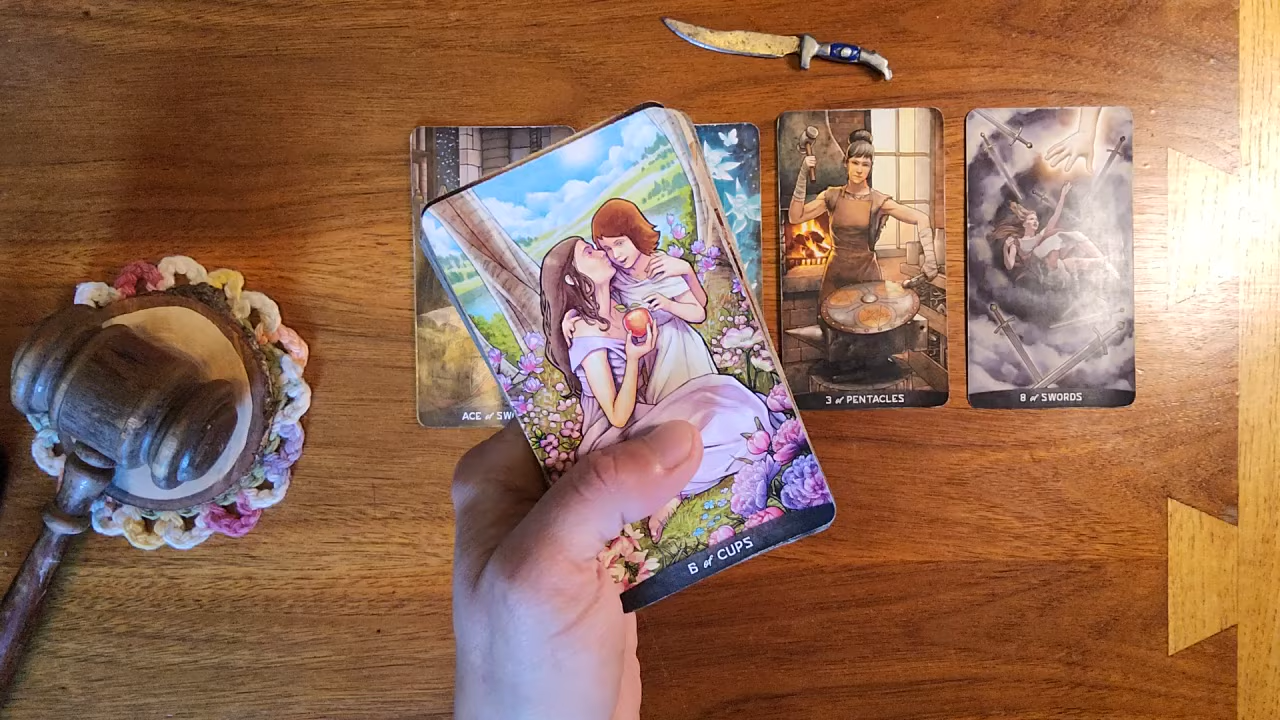 ACE of SW
3 of PENTACLES
8 of SWORDS
6 of CUPS